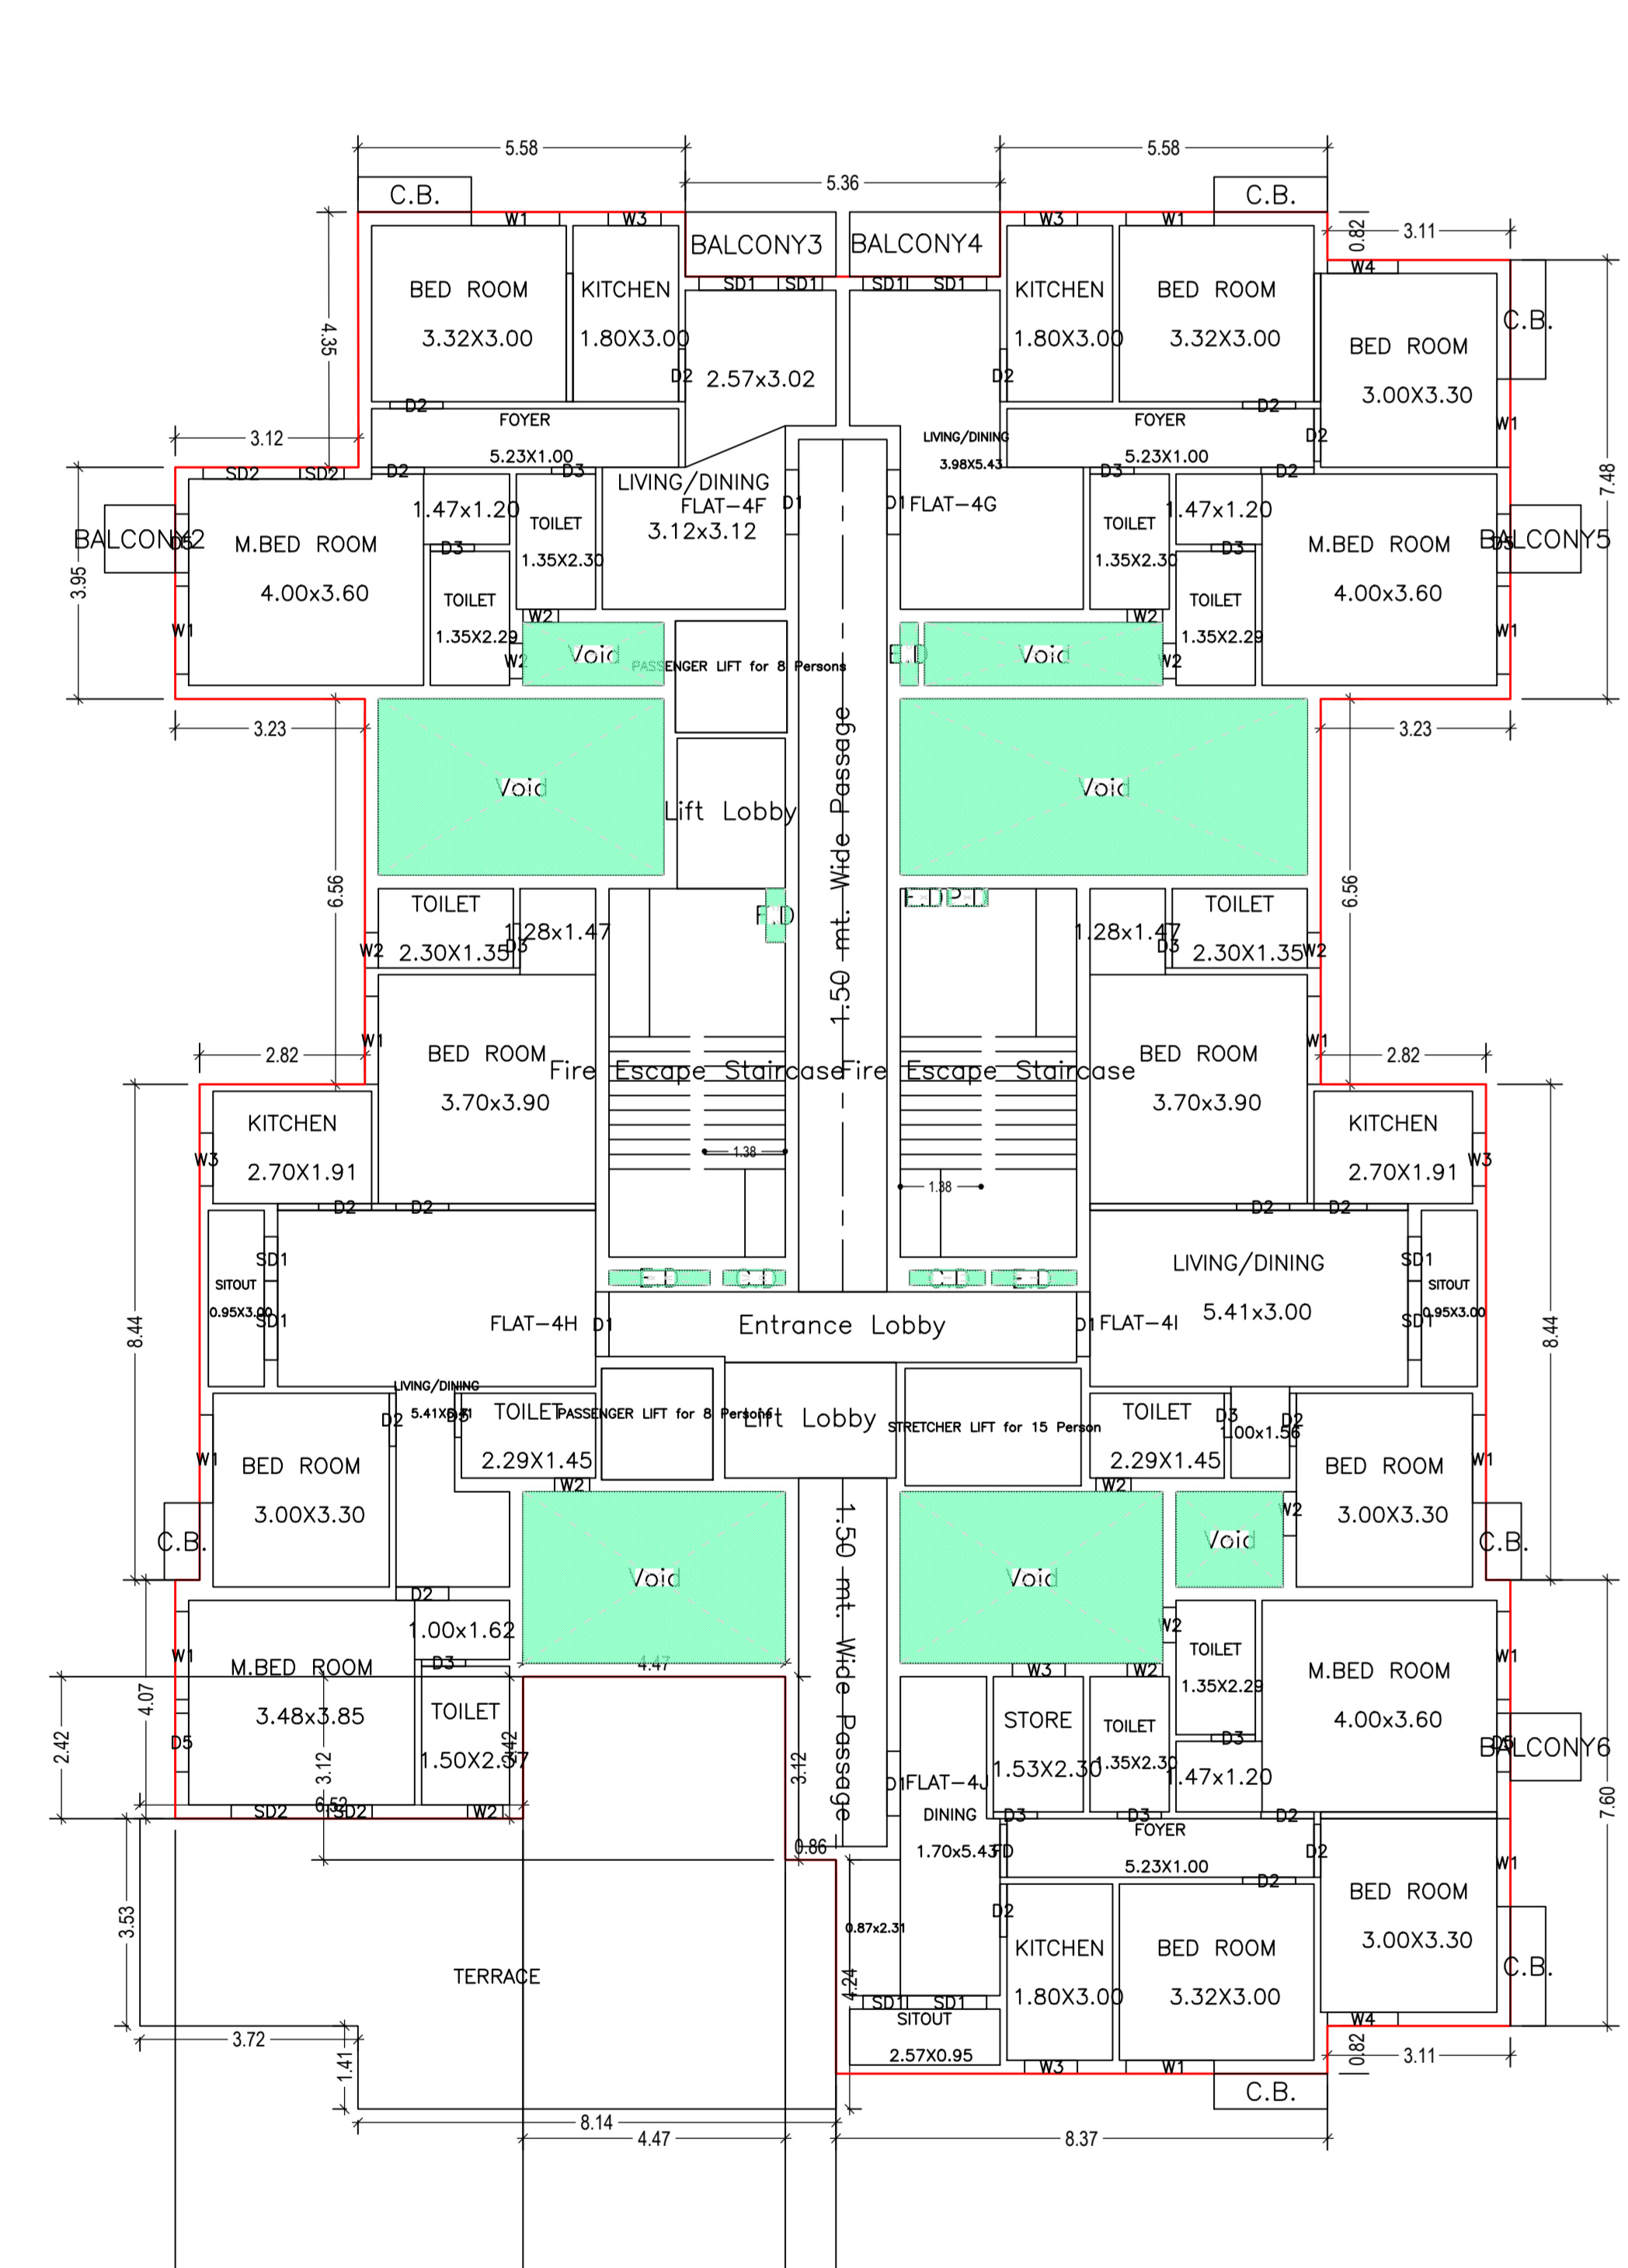 5.58
5.58
5.36
C.B.
C.B.
W1
W3
W3
W1
0.82
3.11
BALCONY3
BALCONY4
W4
SD1
SD1
SD1
SD1
BED ROOM
3.32X3.00
KITCHEN
1.80X3.00
KITCHEN
1.80X3.00
BED ROOM
3.32X3.00
C.B.
4.35
BED ROOM
3.00X3.30
2.57x3.02
D2
D2
D2
D2
W1
FOYER
5.23X1.00
LIVING/DINING
3.98X5.43
FOYER
5.23X1.00
D2
3.12
SD2
SD2
D2
D3
D3
D2
7.48
LIVING/DINING
FLAT-4F
3.12x3.12
D1
D1
FLAT-4G
1.47x1.20
TOILET
1.35X2.30
TOILET
1.35X2.30
1.47x1.20
BALCONY2
D5
M.BED ROOM
4.00x3.60
D3
D3
M.BED ROOM
4.00x3.60
BALCONY5
D5
3.95
W1
TOILET
1.35X2.29
TOILET
1.35X2.29
W1
W2
W2
W2
W2
Void
PASSENGER LIFT for 8 Persons
E.D
Void
3.23
3.23
Void
Lift Lobby
1.50 mt. Wide Passage
Void
6.56
6.56
TOILET
2.30X1.35
W2
1.28x1.47
D3
F.D
F.D
P.D
1.28x1.47
D3
TOILET
2.30X1.35
W2
2.82
W1
BED ROOM
3.70x3.90
Fire Escape Staircase
Fire Escape Staircase
BED ROOM
3.70x3.90
W1
2.82
KITCHEN
2.70X1.91
W3
1.38
1.38
KITCHEN
2.70X1.91
W3
D2
D2
D2
D2
8.44
SITOUT
0.95X3.00
SD1
SD1
E.D
C.D
C.D
E.D
LIVING/DINING
5.41x3.00
SD1
SD1
SITOUT
0.95X3.00
8.44
FLAT-4H
D1
Entrance Lobby
D1
FLAT-4I
LIVING/DINING
D2
D3
TOILET
2.29X1.45
PASSENGER LIFT for 8 Persons
Lift Lobby
STRETCHER LIFT for 15 Person
TOILET
2.29X1.45
D3
1.00x1.56
D2
W1
BED ROOM
3.00X3.30
W2
W2
W2
BED ROOM
3.00X3.30
W1
C.B.
Void
1.50 mt. Wide Passage
Void
Void
C.B.
D2
1.00x1.62
D3
W1
M.BED ROOM
3.48x3.85
4.47
W2
W3
W2
TOILET
1.35X2.29
M.BED ROOM
4.00x3.60
W1
4.07
2.42
D5
3.12
TOILET
1.50X2.37
2.42
3.12
D1
FLAT-4J
STORE
1.53X2.30
TOILET
1.35X2.30
D3
1.47x1.20
D5
BALCONY6
7.60
6.52
SD2
SD2
W2
DINING
1.70x5.43
D3
D3
D2
0.86
FD
FOYER
5.23X1.00
D2
W1
D2
D2
3.53
0.87x2.31
KITCHEN
1.80X3.00
BED ROOM
3.32X3.00
BED ROOM
3.00X3.30
C.B.
TERRACE
4.24
SD1
SD1
SITOUT
2.57X0.95
W4
3.72
1.41
W3
W1
0.82
3.11
C.B.
8.14
4.47
8.37